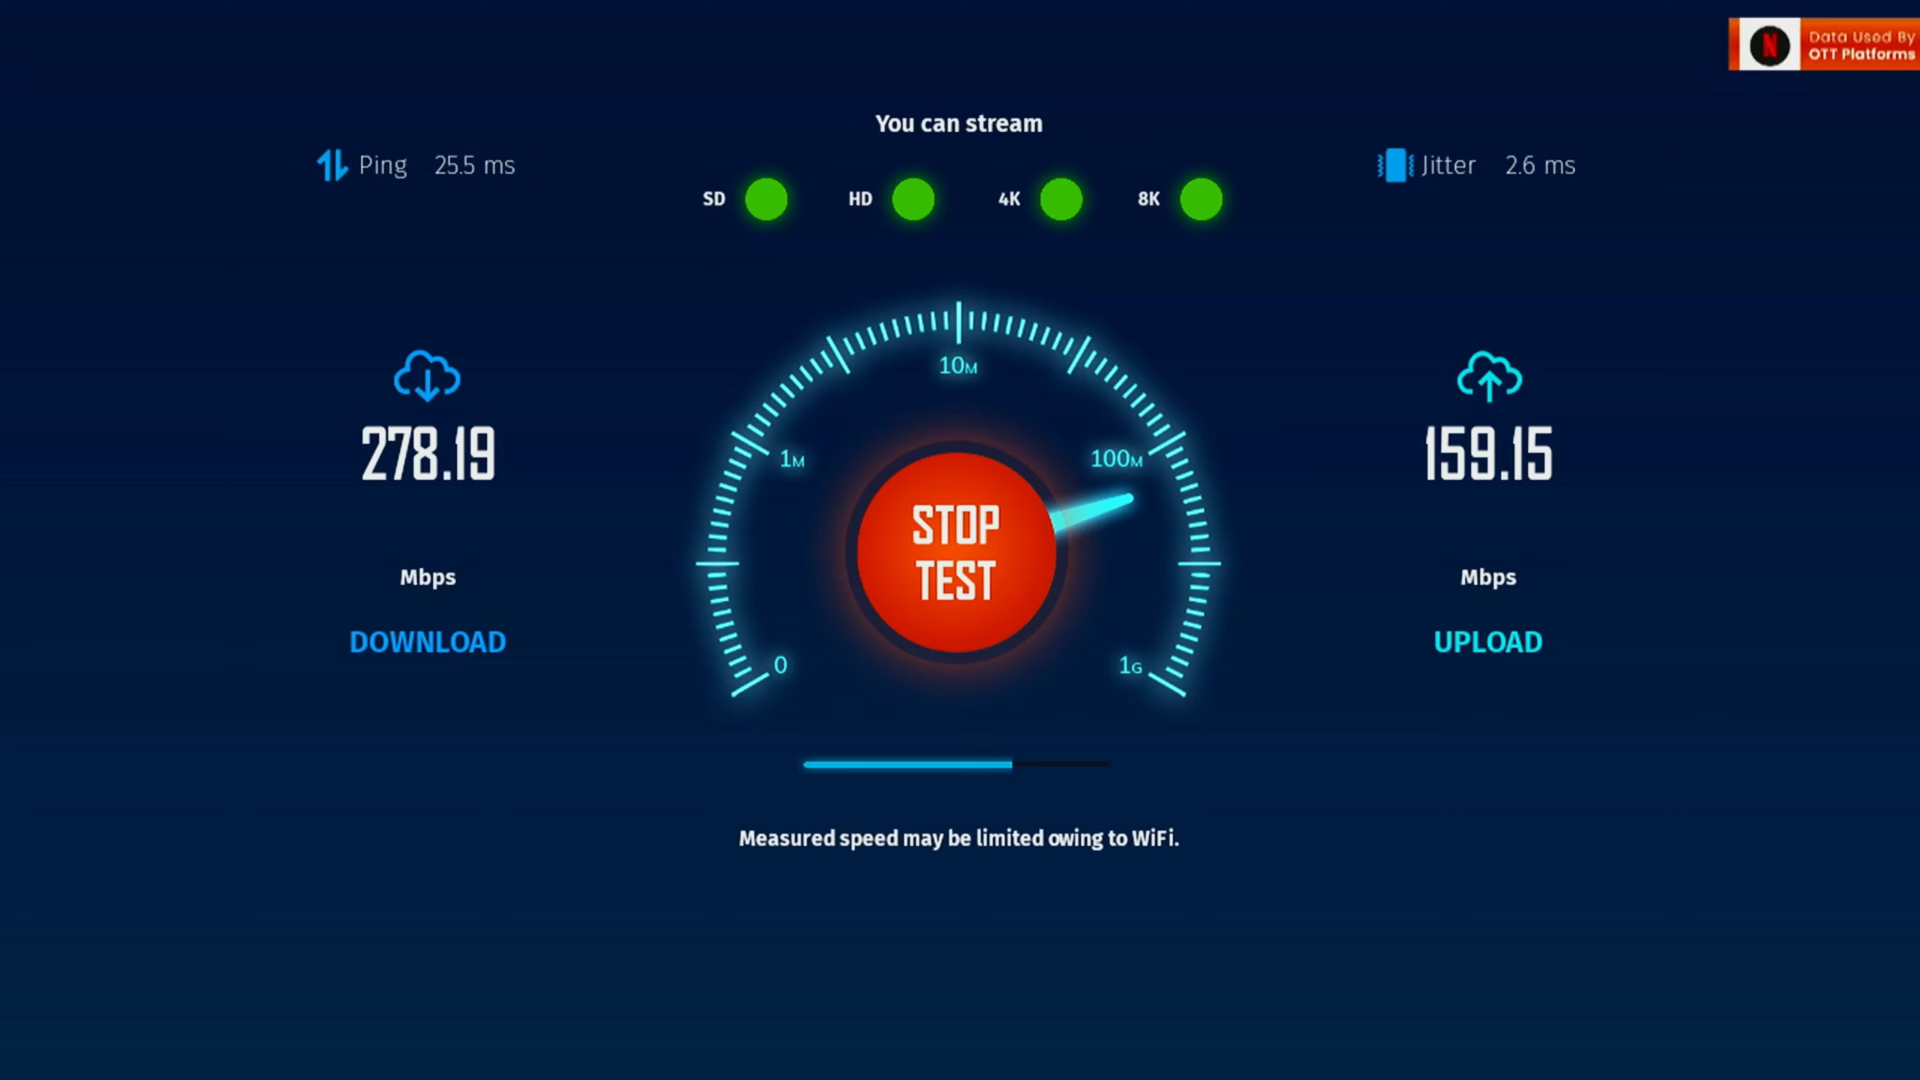 Data Used By
OTT Platforms
You can stream
Ping 25.5 ms
Jitter 2.6 ms
SD HD 4K 8K
10M
1M
100M
278.19
159.15
STOP
TEST
Mbps
Mbps
DOWNLOAD
UPLOAD
0
1G
Measured speed may be limited owing to WiFi.